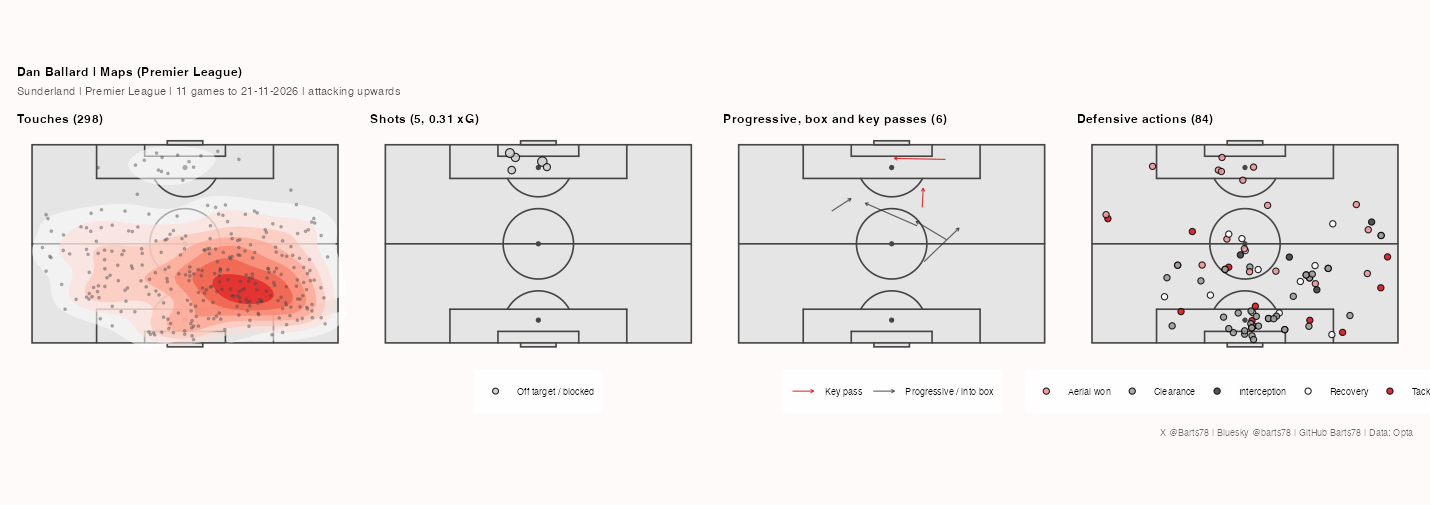 Dan Ballard | Maps (Premier League)
Sunderland | Premier League | 11 games to 21-11-2026 | attacking upwards
Touches (298)
Shots (5, 0.31 xG)
Progressive, box and key passes (6)
Defensive actions (84)
Off target / blocked
Key pass
Progressive / into box
Aerial won
Clearance
Interception
Recovery
Tack
X @Barts78 | Bluesky @barts78 | GitHub Barts78 | Data: Opta